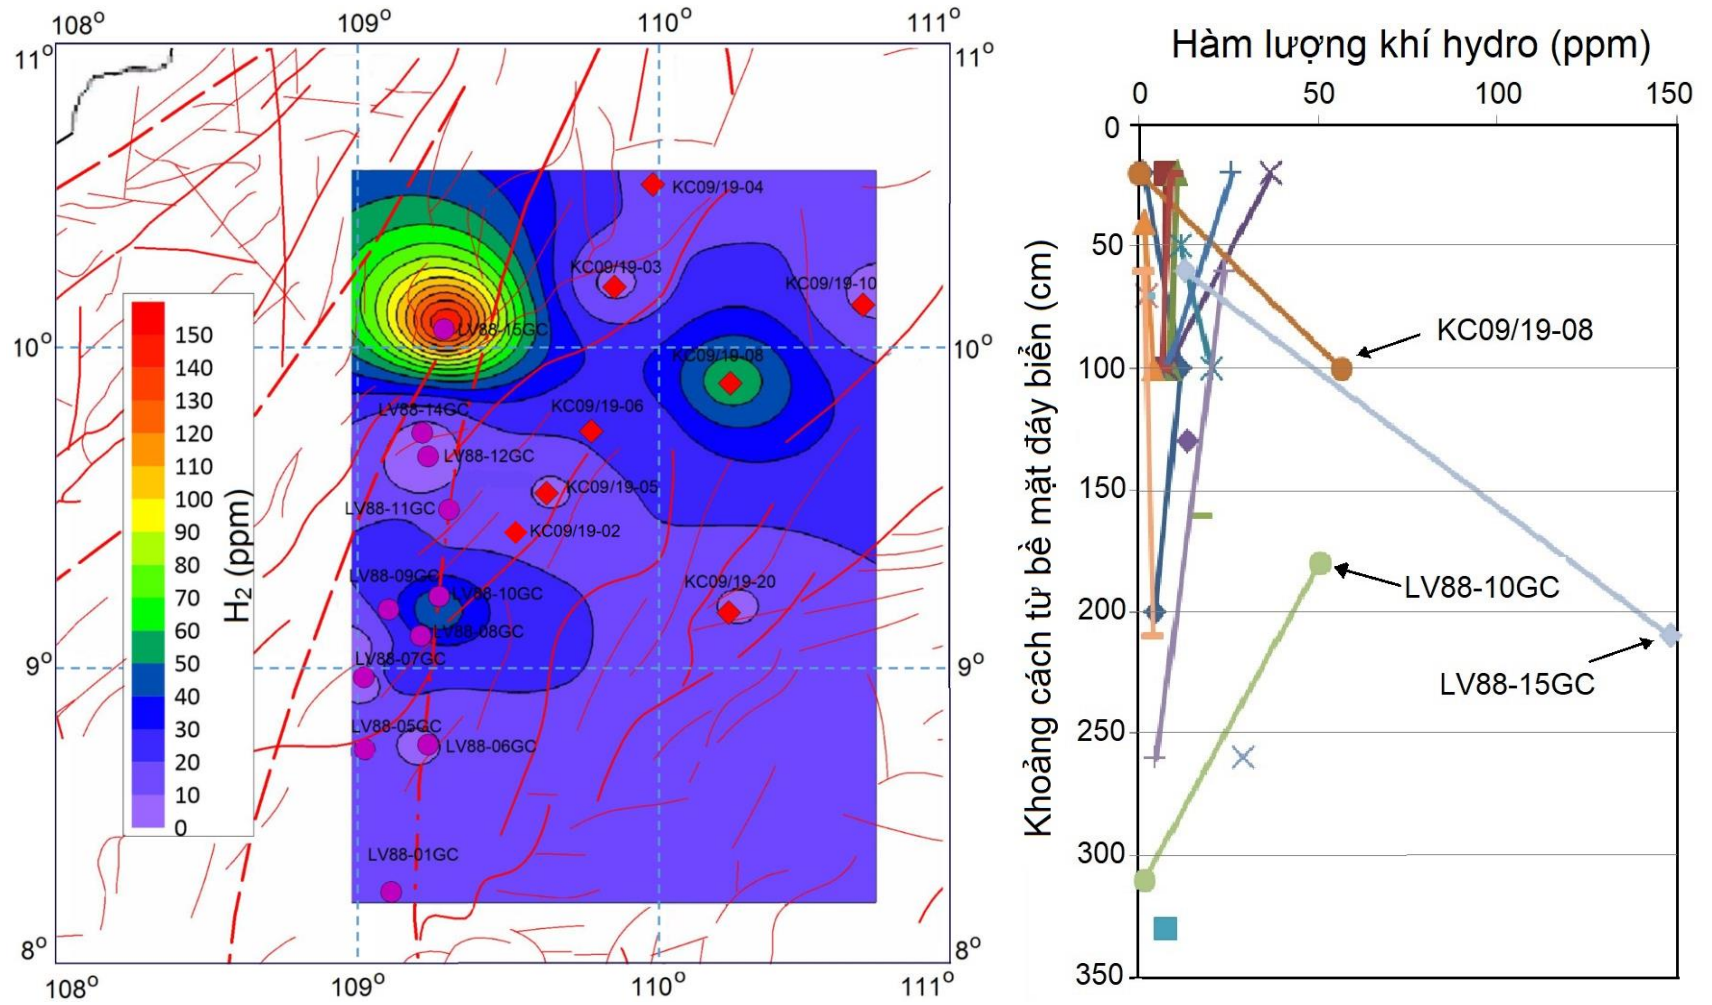 108°
109°
110°
111°
11°
11°
KC09/19-04
KC09/19-03
KC09/19-10
LV88-15GC
10°
10°
KC09/19-08
KC09/19-06
LV88-14GC
LV88-12GC
KC09/19-05
LV88-11GC
KC09/19-02
LV88-09GC
LV88-10GC
KC09/19-20
LV88-08GC
LV88-07GC
9°
9°
LV88-05GC
LV88-06GC
LV88-01GC
8°
8°
108°
109°
110°
111°
150
140
130
120
110
100
90
80
70
60
50
40
30
20
10
0
H₂ (ppm)
Hàm lượng khí hydro (ppm)
0
50
100
150
Khoảng cách từ bề mặt đáy biển (cm)
0
50
100
150
200
250
300
350
KC09/19-08
LV88-10GC
LV88-15GC